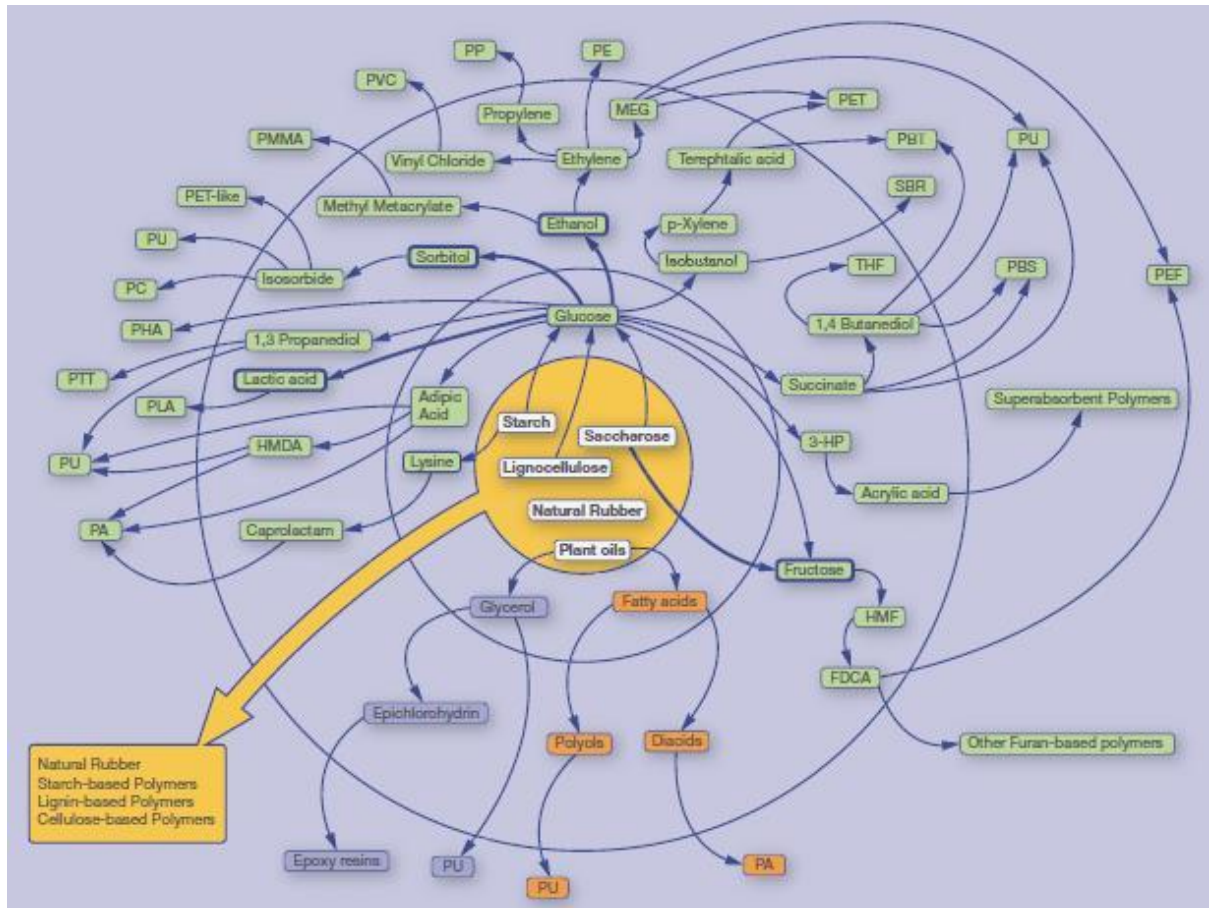 PP
PE
PVC
MEG
PET
Propylene
PMMA
Vinyl Chloride
Ethylene
Terephtalic acid
PBT
PU
SBR
PET-like
Methyl Metacrylate
Ethanol
p-Xylene
PU
Sorbitol
Isobutanol
THF
PBS
PEF
PC
Isosorbide
PHA
Glucose
1,4 Butanediol
1,3 Propanediol
PTT
Lactic acid
Succinate
PLA
Adipic
Acid
Superabsorbent Polymers
Starch
Saccharose
3-HP
PU
HMDA
Lysine
Lignocellulose
Acrylic acid
Natural Rubber
PA
Caprolactam
Plant oils
Fructose
Glycerol
Fatty acids
HMF
FDCA
Epichlorohydrin
Polyols
Diacids
Other Furan-based polymers
Natural Rubber
Starch-based Polymers
Lignin-based Polymers
Cellulose-based Polymers
Epoxy resins
PU
PU
PA